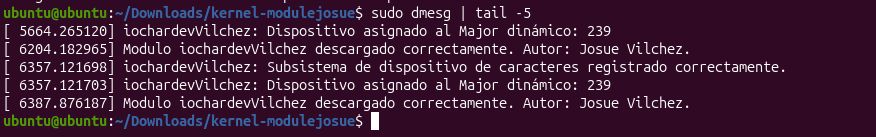 ubuntu@ubuntu:~/Downloads/kernel-modulejosue$ sudo dmesg | tail -5
[ 5664.265120] iochardevVilchez: Dispositivo asignado al Major dinámico: 239
[ 6204.182965] Modulo iochardevVilchez descargado correctamente. Autor: Josue Vilchez.
[ 6357.121698] iochardevVilchez: Subsistema de dispositivo de caracteres registrado correctamente.
[ 6357.121703] iochardevVilchez: Dispositivo asignado al Major dinámico: 239
[ 6387.876187] Modulo iochardevVilchez descargado correctamente. Autor: Josue Vilchez.
ubuntu@ubuntu:~/Downloads/kernel-modulejosue$